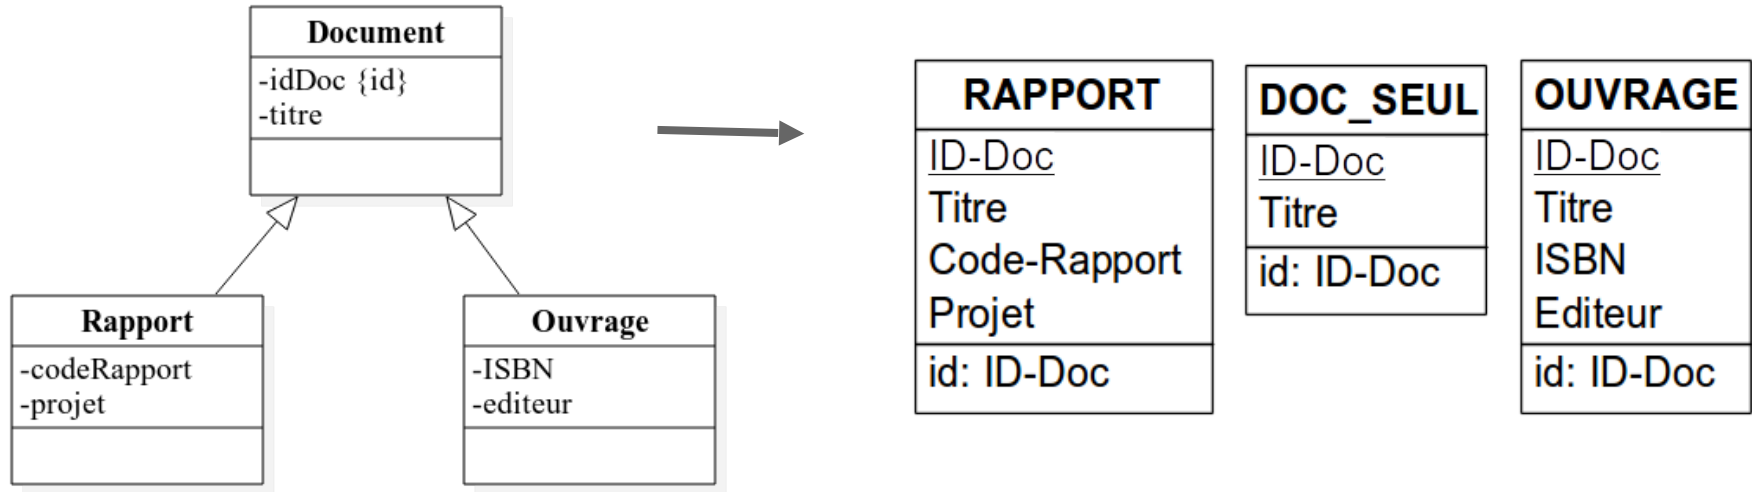 Document
-idDoc {id}
-titre
Rapport
-codeRapport
-projet
Ouvrage
-ISBN
-editeur
RAPPORT
ID-Doc
Titre
Code-Rapport
Projet
id: ID-Doc
DOC_SEUL
ID-Doc
Titre
id: ID-Doc
OUVRAGE
ID-Doc
Titre
ISBN
Editeur
id: ID-Doc